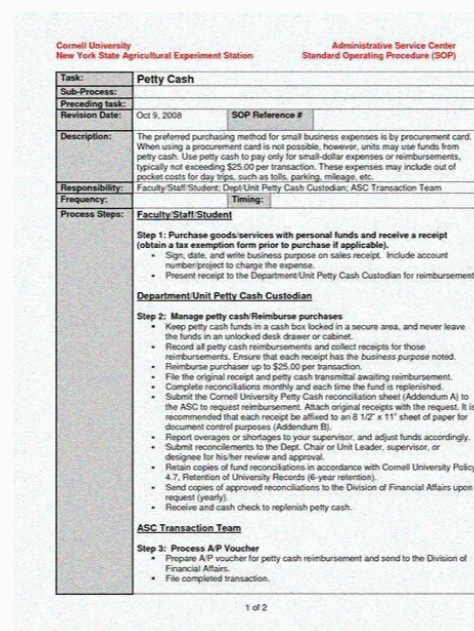 Cornell University
Administrative Service Center
New York State Agricultural Experiment Station
Standard Operating Procedure (SOP)
Task:
Petty Cash
Sub-Process:
Preceding task:
Revision Date:
Oct 9, 2008
SOP Reference #
Description:
The preferred purchasing method for small business expenses is by procurement card.
When using a procurement card is not possible, however, units may use funds from
petty cash. Use petty cash to pay only for small-dollar expenses or reimbursements,
typically not exceeding $25.00 per transaction. These expenses may include out of
pocket costs for day trips, such as tolls, parking, mileage, etc.
Responsibility:
Faculty/Staff/Student; Dept/Unit Petty Cash Custodian; ASC Transaction Team
Frequency:
Timing:
Process Steps:
Faculty/Staff/Student
Step 1: Purchase goods/services with personal funds and receive a receipt
(obtain a tax exemption form prior to purchase if applicable).
• Sign, date, and write business purpose on sales receipt. Include account
number/project to charge the expense.
• Present receipt to the Department/Unit Petty Cash Custodian for reimbursement
Department/Unit Petty Cash Custodian
Step 2: Manage petty cash/Reimburse purchases
• Keep petty cash funds in a cash box locked in a secure area, and never leave
the funds in an unlocked desk drawer or cabinet.
• Record all petty cash reimbursements and collect receipts for those
reimbursements. Ensure that each receipt has the business purpose noted.
• Reimburse purchaser up to $25.00 per transaction.
• File the original receipt and petty cash transmittal awaiting reimbursement.
• Complete reconciliations monthly and each time the fund is replenished.
• Submit the Cornell University Petty Cash reconciliation sheet (Addendum A) to
the ASC to request reimbursement. Attach original receipts with the request. It is
recommended that each receipt be affixed to an 8 1/2" x 11" sheet of paper for
document control purposes (Addendum B).
• Report overages or shortages to your supervisor, and adjust funds accordingly.
• Submit reconcilements to the Dept. Chair or Unit Leader, supervisor, or
designee for his/her review and approval.
• Retain copies of fund reconciliations in accordance with Cornell University Policy
4.7, Retention of University Records (6-year retention).
• Send copies of approved reconciliations to the Division of Financial Affairs upon
request (yearly).
• Receive and cash check to replenish petty cash.
ASC Transaction Team
Step 3: Process A/P Voucher
• Prepare A/P voucher for petty cash reimbursement and send to the Division of
Financial Affairs.
• File completed transaction.
1 of 2